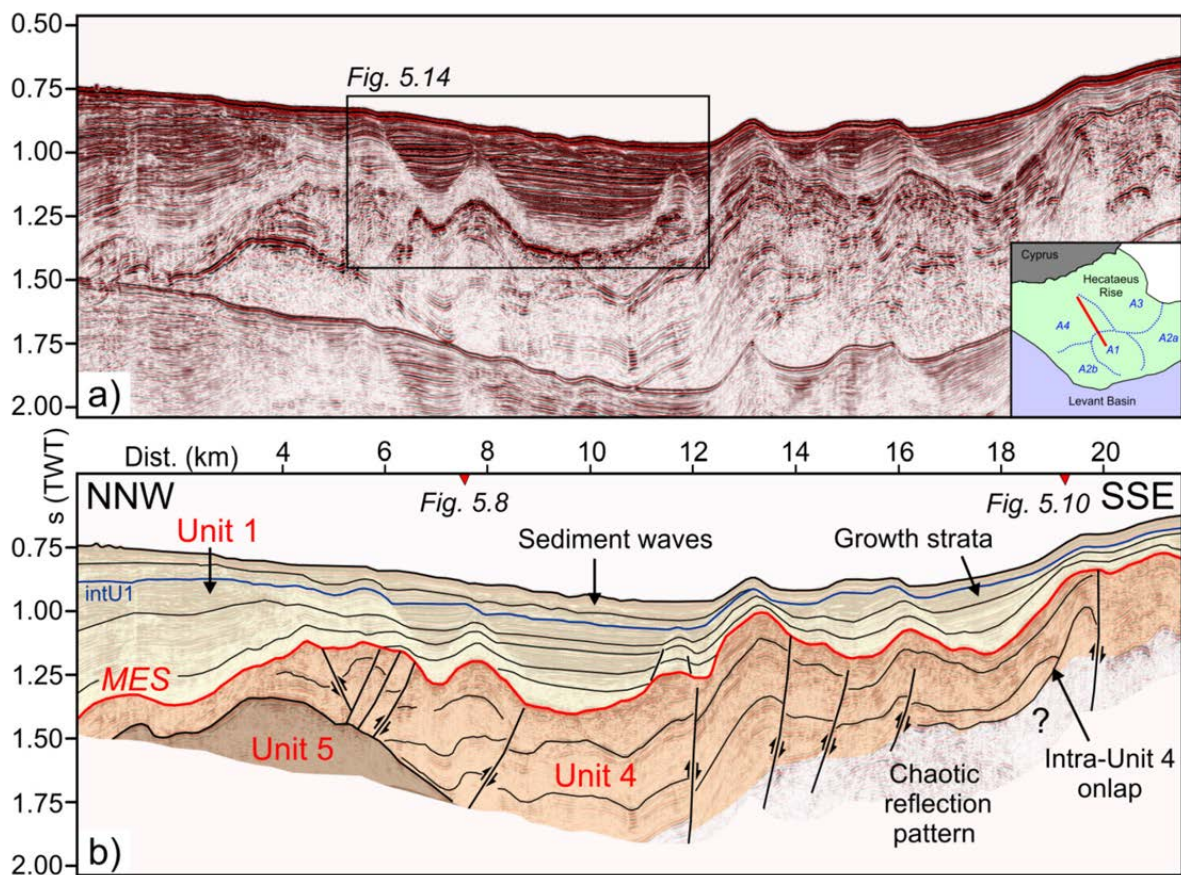 0.50
Fig. 5.14
0.75
1.00
1.25
1.50
1.75
2.00
a)
Cyprus
Hecataeus
Rise
A3
A4
A2a
A1
A2b
Levant Basin
s (TWT)
Dist. (km) 4 6 8 10 12 14 16 18 20
NNW
Fig. 5.8
Fig. 5.10
SSE
Unit 1
Sediment waves
Growth strata
0.75
intU1
1.00
MES
1.25
1.50
Unit 5
Unit 4
?
Intra-Unit 4
onlap
Chaotic
reflection
pattern
1.75
2.00
b)